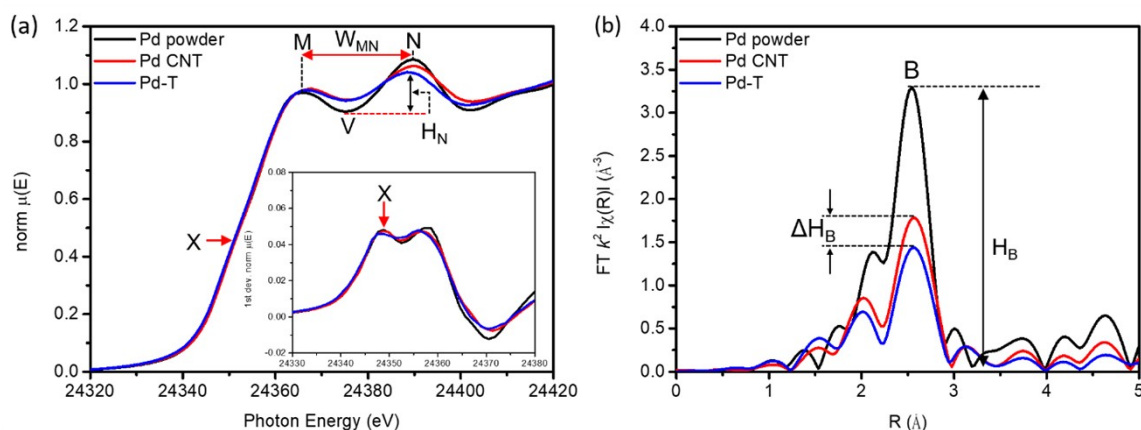 (a)
1.2
1.0
0.8
0.6
0.4
0.2
0.0
norm μ(E)
Pd powder
Pd CNT
Pd-T
M
W_MN
N
V
H_N
X
24320
24340
24360
24380
24400
24420
Photon Energy (eV)
X
0.08
0.06
0.04
0.02
0.00
-0.02
1st dev. norm μ(E)
24330
24340
24350
24360
24370
24380
(b)
4.0
3.5
3.0
2.5
2.0
1.5
1.0
0.5
0.0
FT k² |χ(R)| (Å⁻³)
Pd powder
Pd CNT
Pd-T
B
ΔH_B
H_B
0
1
2
3
4
5
R (Å)